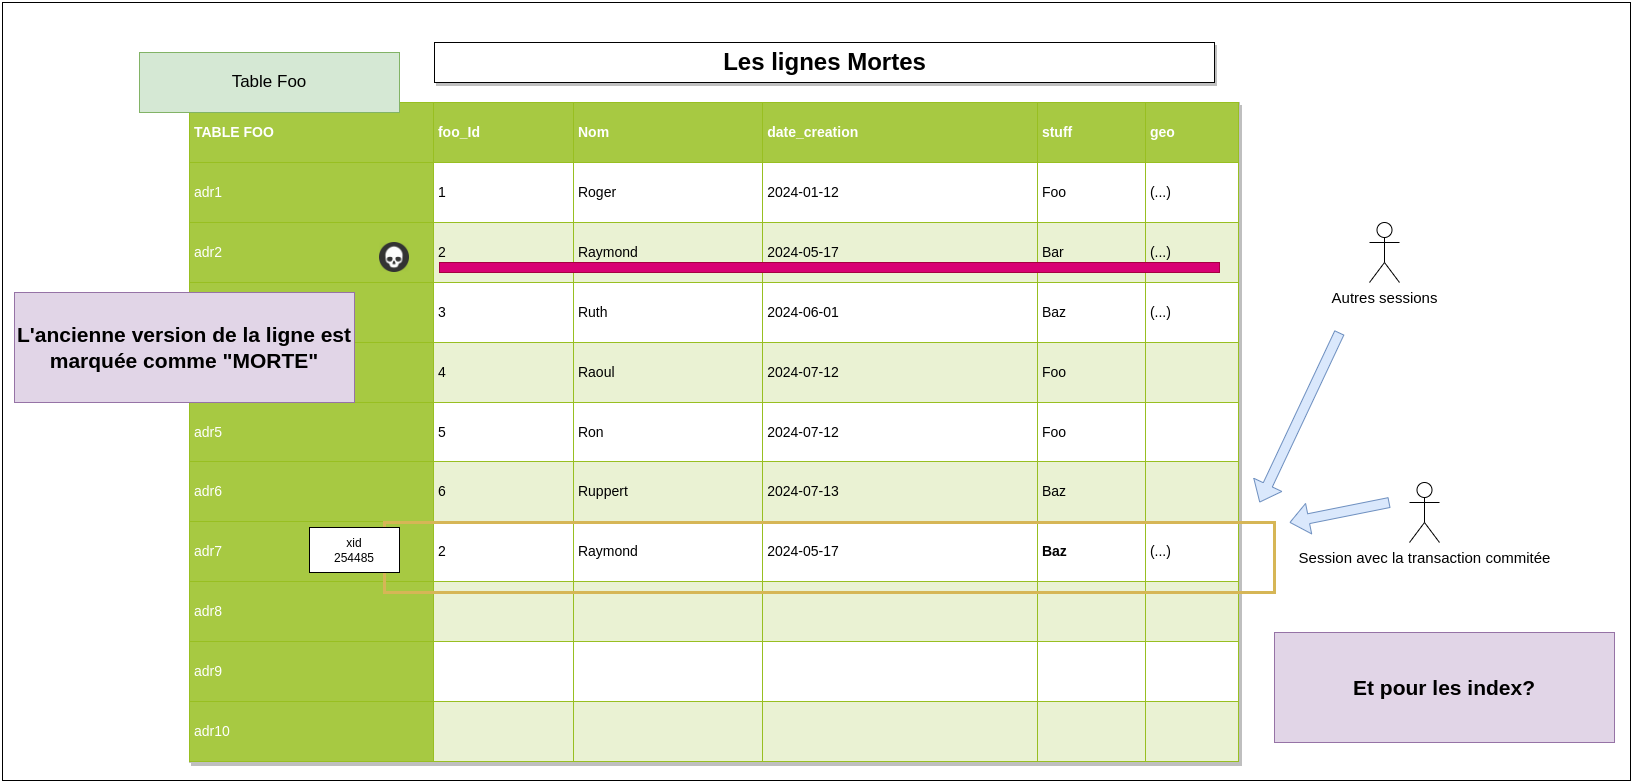 Les lignes Mortes
Table Foo
TABLE FOO foo_Id Nom date_creation stuff geo
adr1 1 Roger 2024-01-12 Foo (...)
adr2 2 Raymond 2024-05-17 Bar (...)
3 Ruth 2024-06-01 Baz (...)
4 Raoul 2024-07-12 Foo
adr5 5 Ron 2024-07-12 Foo
adr6 6 Ruppert 2024-07-13 Baz
adr7 2 Raymond 2024-05-17 Baz (...)
adr8
adr9
adr10
L'ancienne version de la ligne est
marquée comme "MORTE"
xid
254485
Autres sessions
Session avec la transaction commitée
Et pour les index?